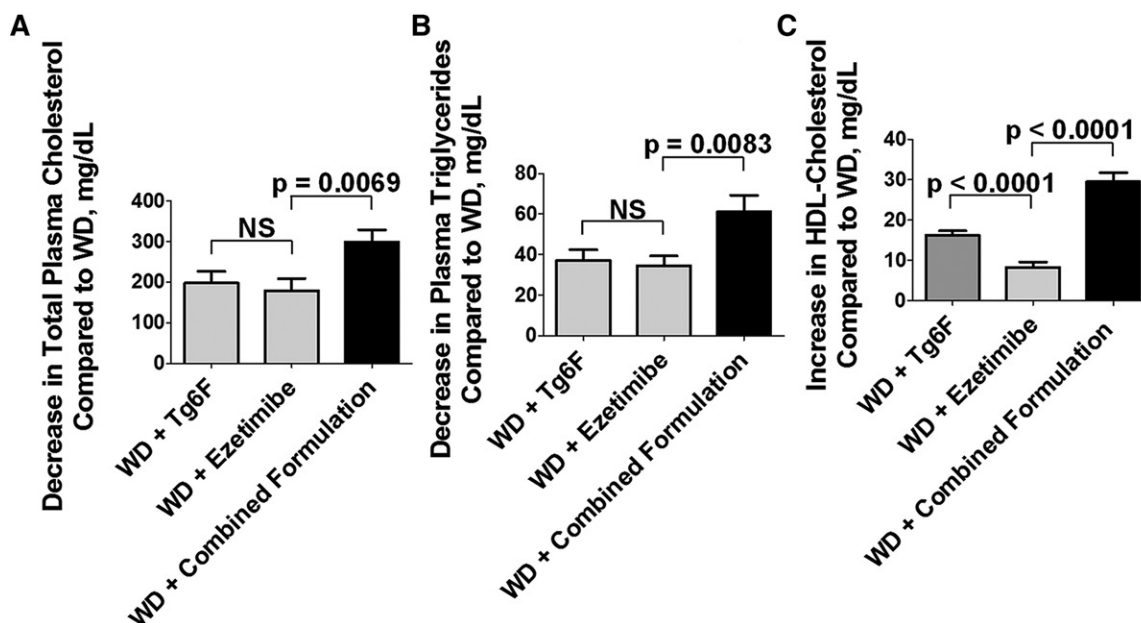 A
Decrease in Total Plasma Cholesterol
Compared to WD, mg/dL
400
300
200
100
0
NS
p = 0.0069
WD + Tg6F
WD + Ezetimibe
WD + Combined Formulation
B
Decrease in Plasma Triglycerides
Compared to WD, mg/dL
80
60
40
20
0
NS
p = 0.0083
WD + Tg6F
WD + Ezetimibe
WD + Combined Formulation
C
Increase in HDL-Cholesterol
Compared to WD, mg/dL
40
30
20
10
0
p < 0.0001
p < 0.0001
WD + Tg6F
WD + Ezetimibe
WD + Combined Formulation